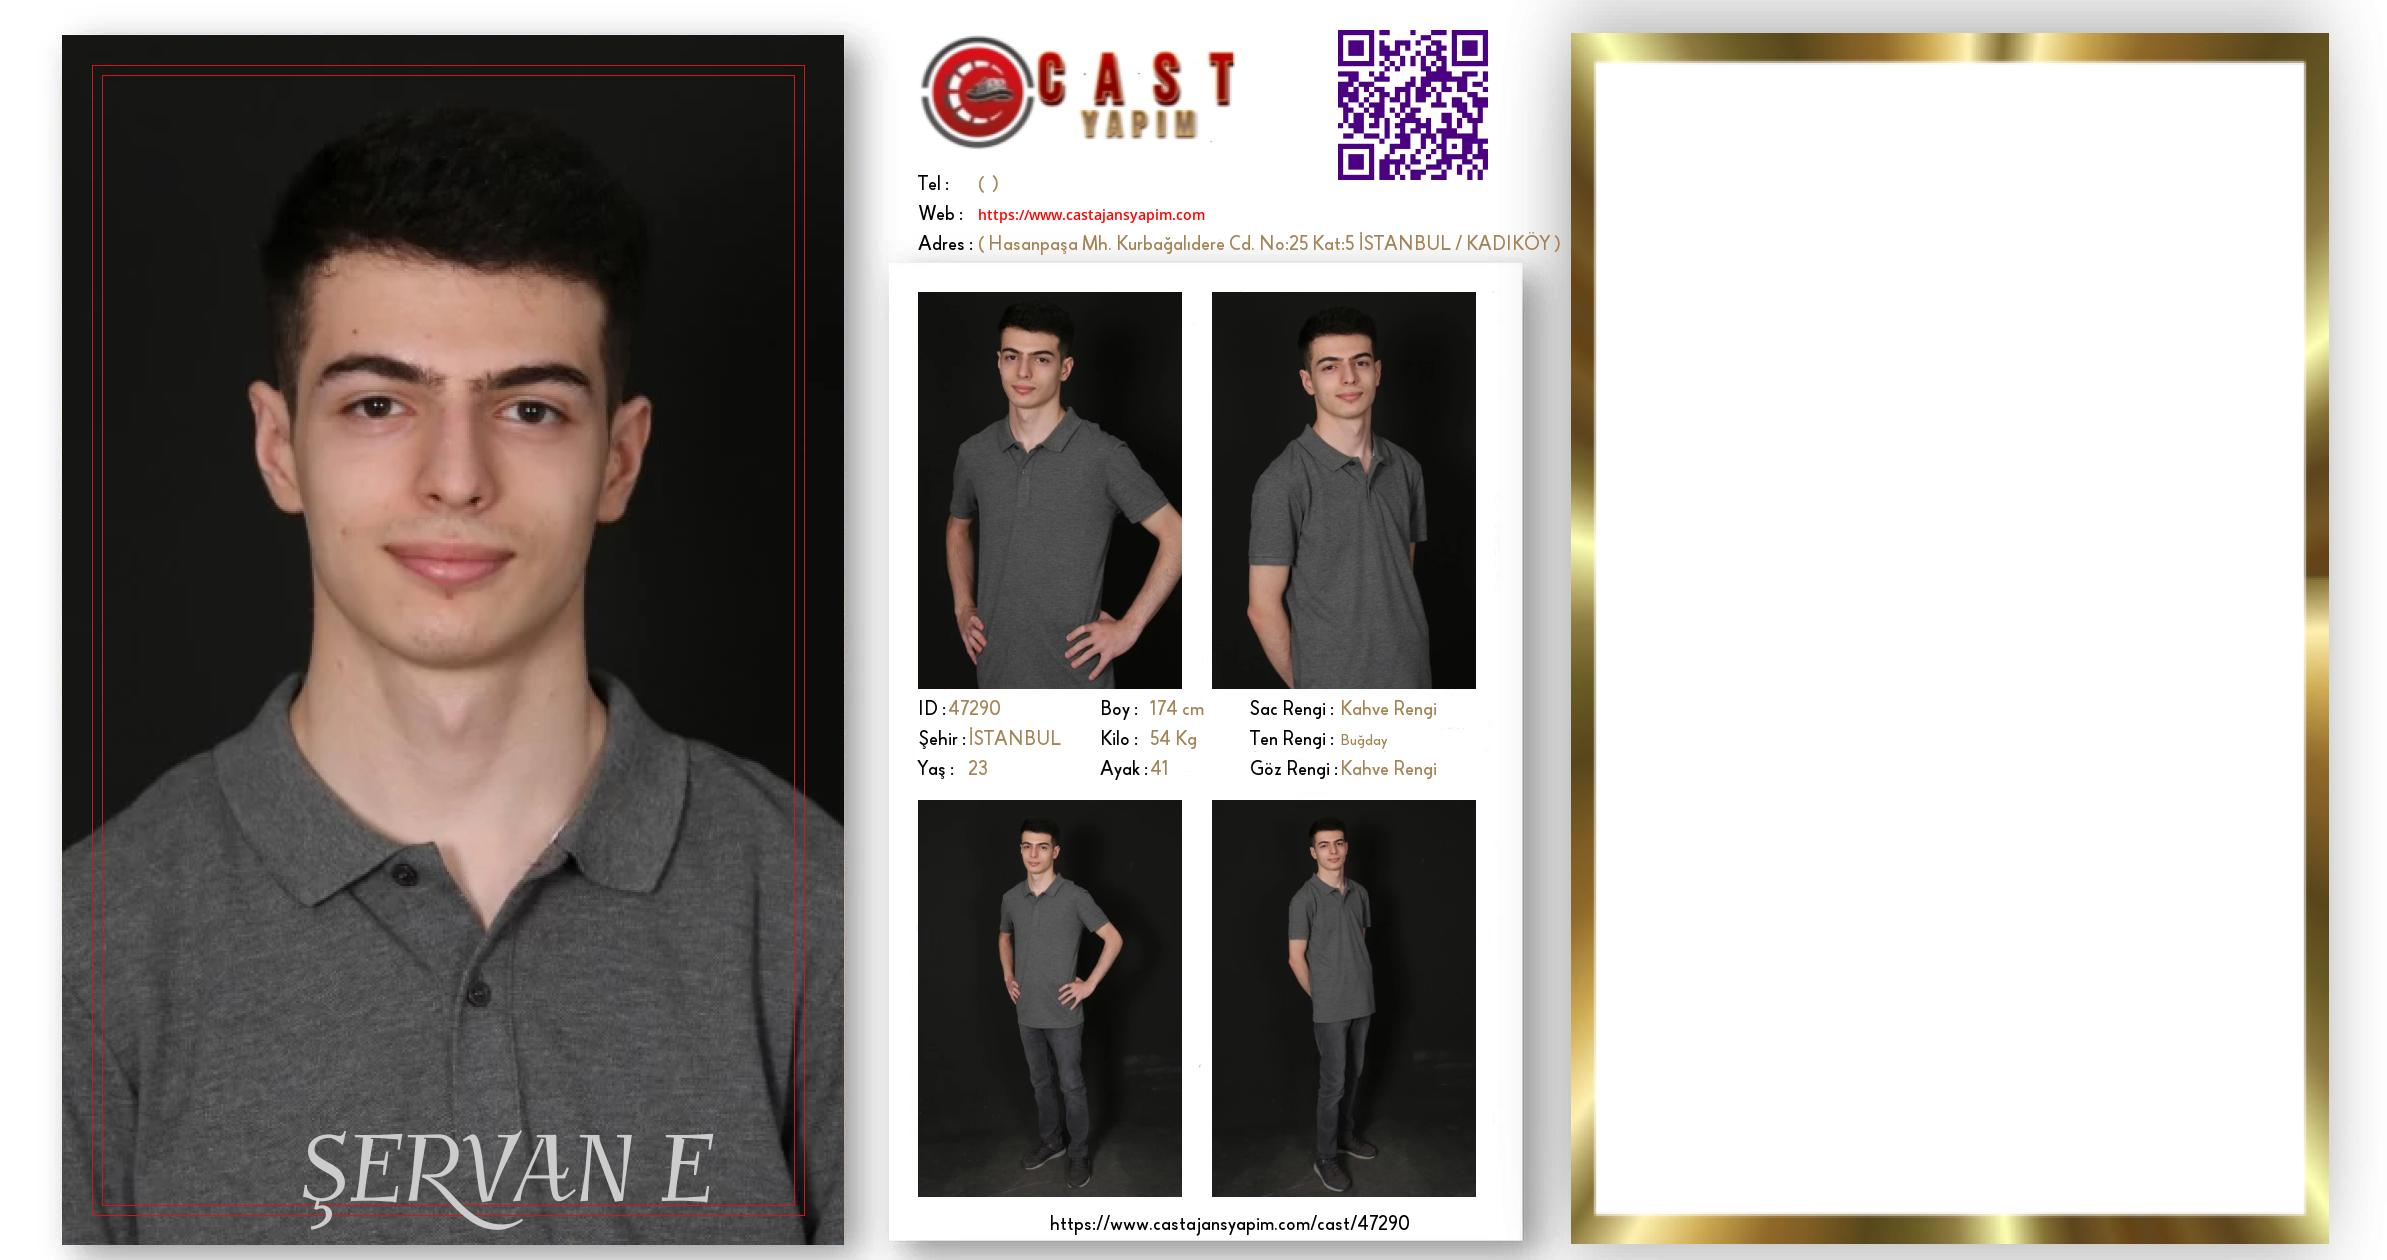 ŞERVAN E
CAST
YAPIM
Tel : ( )
Web : https://www.castajansyapim.com
Adres : ( Hasanpaşa Mh. Kurbağalıdere Cd. No:25 Kat:5 İSTANBUL / KADIKÖY )
ID : 47290 Boy : 174 cm Sac Rengi : Kahve Rengi
Şehir : İSTANBUL Kilo : 54 Kg Ten Rengi : Buğday
Yaş : 23 Ayak : 41 Göz Rengi : Kahve Rengi
https://www.castajansyapim.com/cast/47290